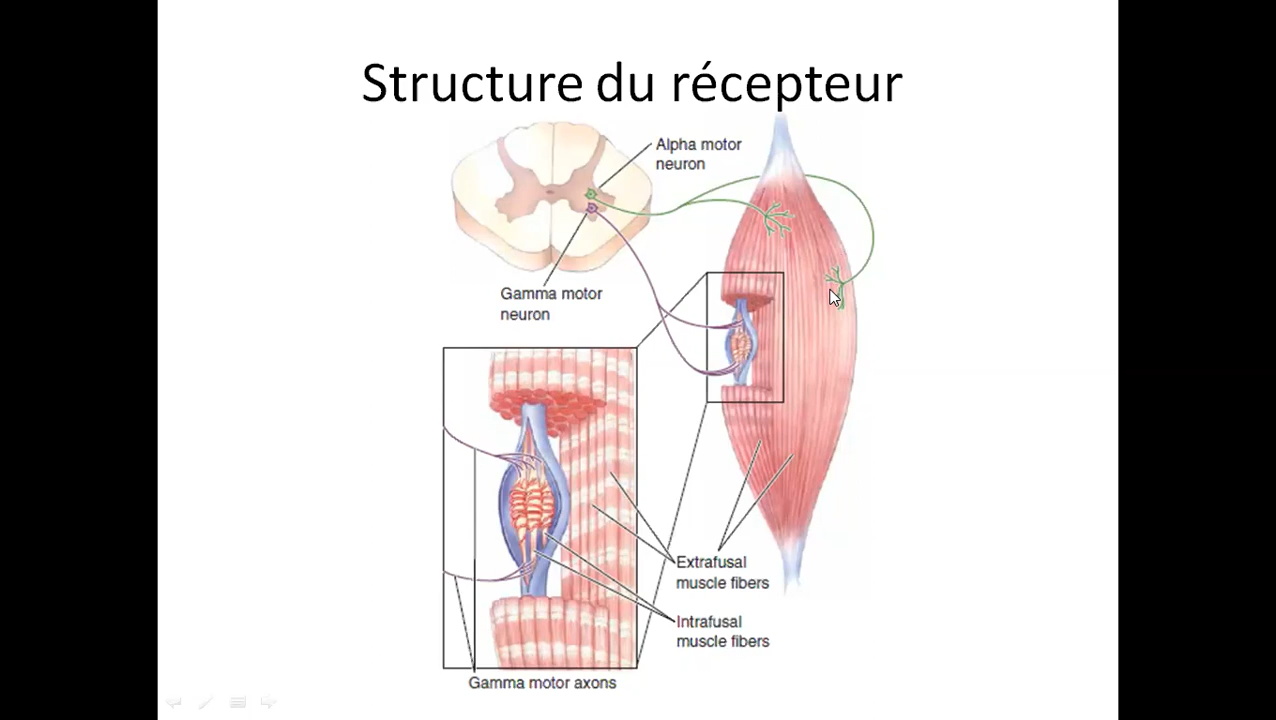 Structure du récepteur
Alpha motor
neuron
Gamma motor
neuron
Extrafusal
muscle fibers
Intrafusal
muscle fibers
Gamma motor axons